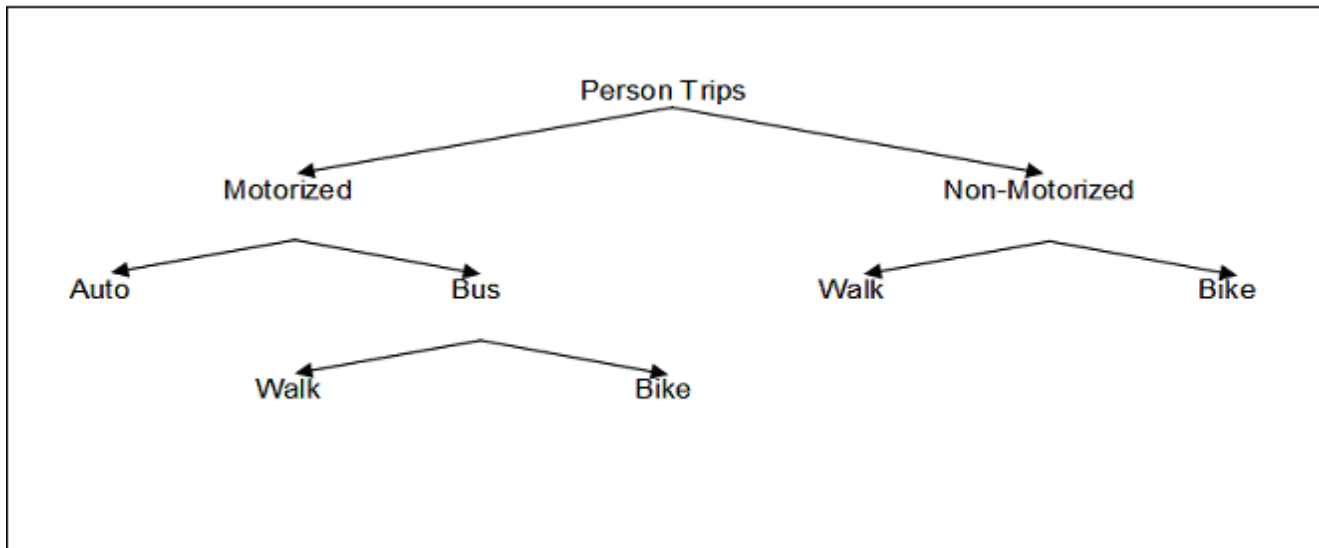 Person Trips
Motorized
Non-Motorized
Auto
Bus
Walk
Bike
Walk
Bike